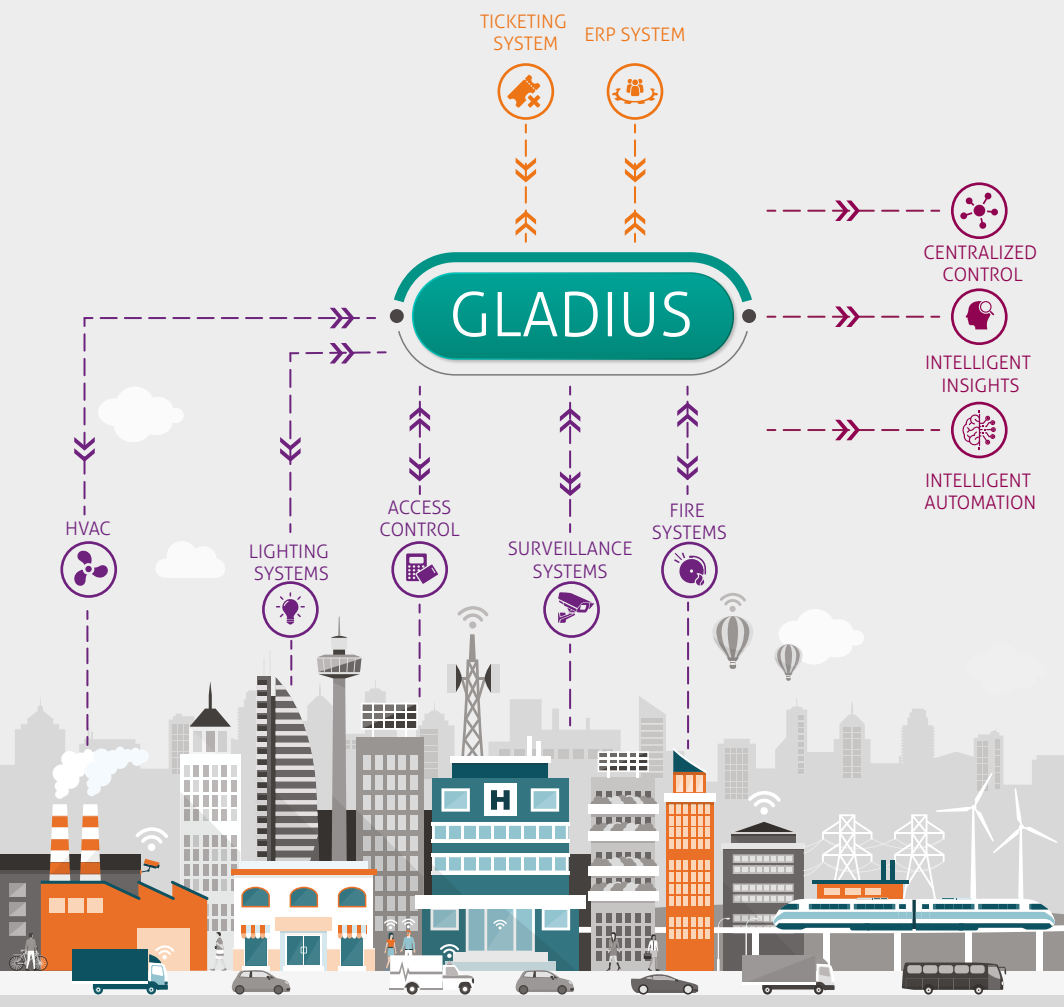 TICKETING
SYSTEM
ERP SYSTEM
CENTRALIZED
CONTROL
GLADIUS
INTELLIGENT
INSIGHTS
INTELLIGENT
AUTOMATION
HVAC
LIGHTING
SYSTEMS
ACCESS
CONTROL
SURVEILLANCE
SYSTEMS
FIRE
SYSTEMS
H